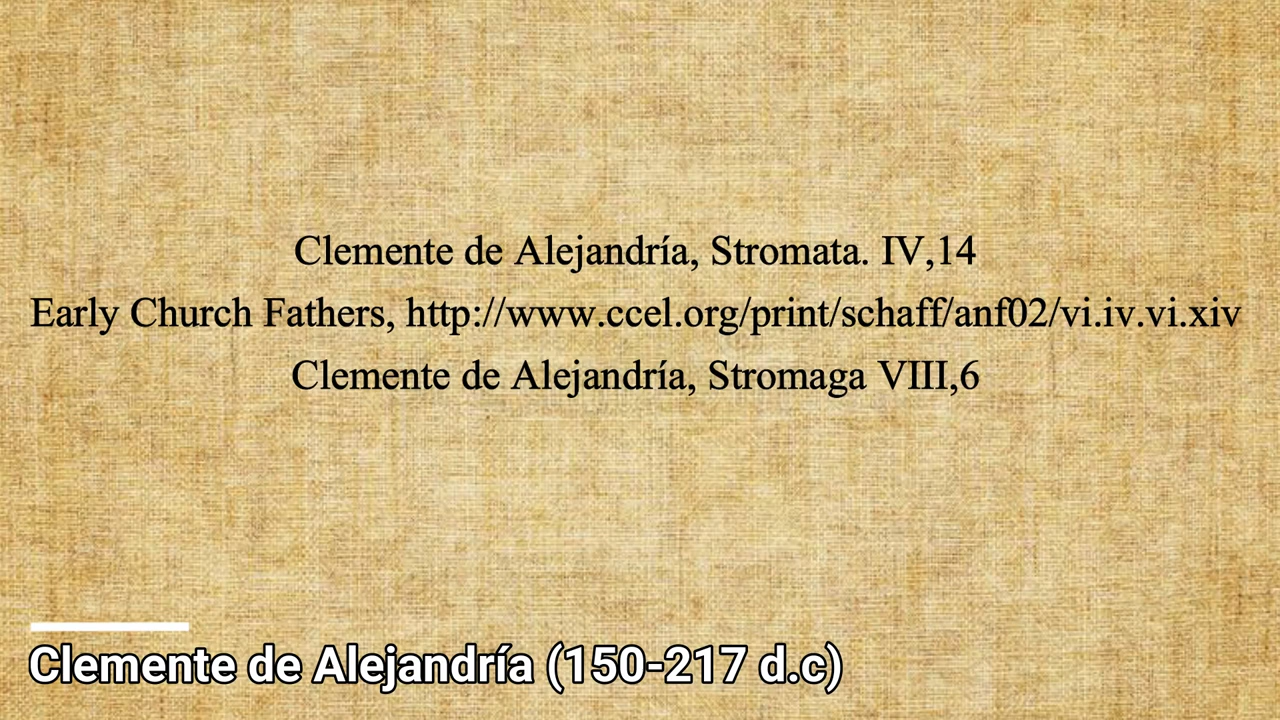 Clemente de Alejandría, Stromata. IV,14
Early Church Fathers, http://www.ccel.org/print/schaff/anf02/vi.iv.vi.xiv
Clemente de Alejandría, Stromaga VIII,6
Clemente de Alejandría (150-217 d.c)